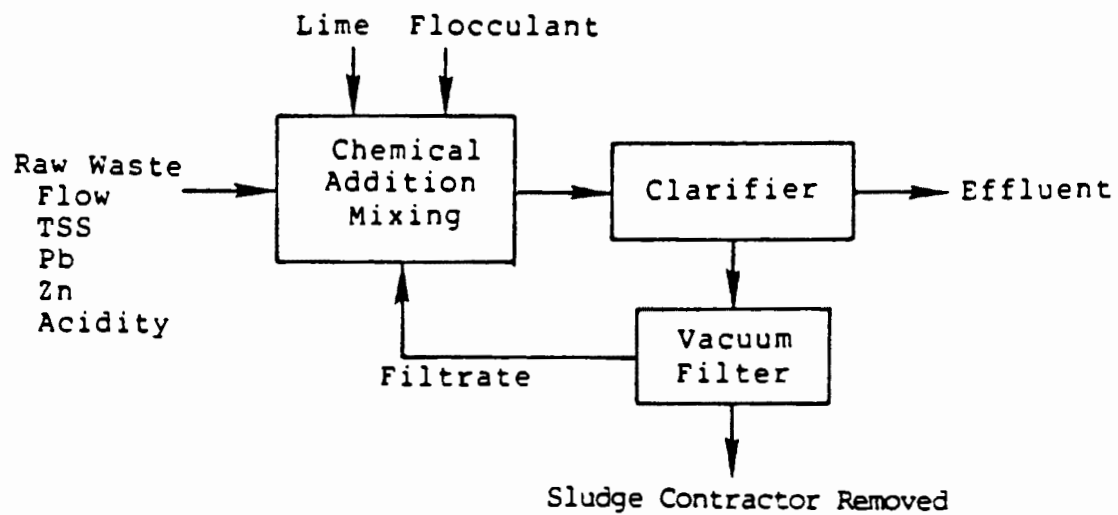 Lime Flocculant
Raw Waste
Flow
TSS
Pb
Zn
Acidity
Chemical
Addition
Mixing
Clarifier
Effluent
Vacuum
Filter
Filtrate
Sludge Contractor Removed